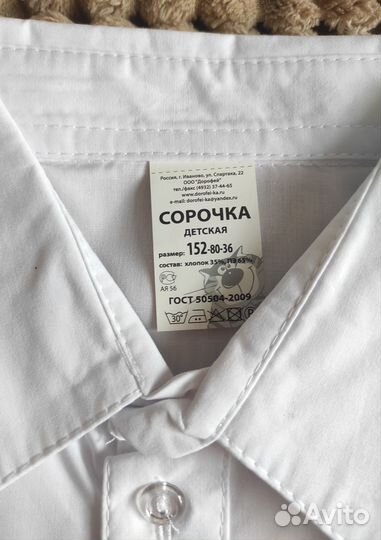 Россия, г. Иваново, ул. Спартака, 22
ООО "Дорофей"
тел./факс (4932) 37-44-65
www.dorofei-ka.ru
e-mail: dorofei-ka@yandex.ru
СОРОЧКА
ДЕТСКАЯ
размер: 152-80-36
состав: хлопок 35%, ПЭ 65%
АЯ 56
ГОСТ 50504-2009
30°
Avito